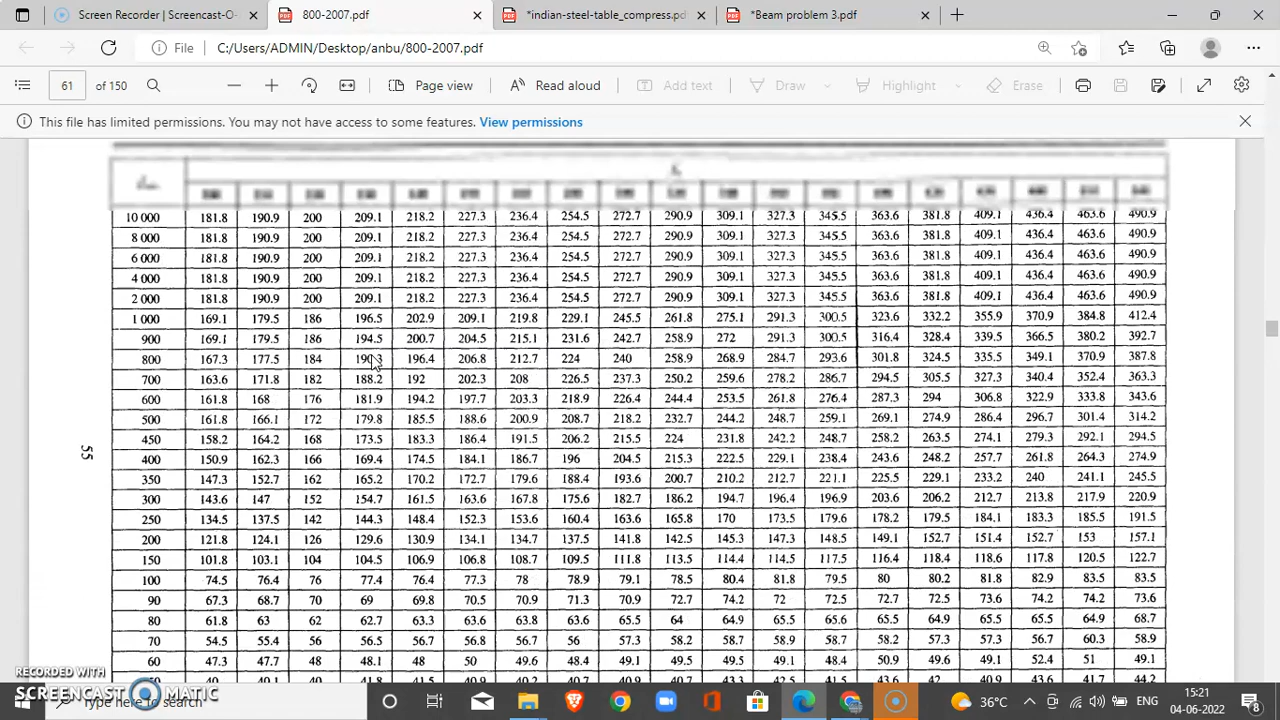 Screen Recorder | Screencast-O- 800-2007.pdf *indian-steel-table_compress.pd *Beam problem 3.pdf
File C:/Users/ADMIN/Desktop/anbu/800-2007.pdf
61 of 150 Page view Read aloud Add text Draw Highlight Erase
This file has limited permissions. You may not have access to some features. View permissions
10 000 181.8 190.9 200 209.1 218.2 227.3 236.4 254.5 272.7 290.9 309.1 327.3 345.5 363.6 381.8 409.1 436.4 463.6 490.9
8 000 181.8 190.9 200 209.1 218.2 227.3 236.4 254.5 272.7 290.9 309.1 327.3 345.5 363.6 381.8 409.1 436.4 463.6 490.9
6 000 181.8 190.9 200 209.1 218.2 227.3 236.4 254.5 272.7 290.9 309.1 327.3 345.5 363.6 381.8 409.1 436.4 463.6 490.9
4 000 181.8 190.9 200 209.1 218.2 227.3 236.4 254.5 272.7 290.9 309.1 327.3 345.5 363.6 381.8 409.1 436.4 463.6 490.9
2 000 181.8 190.9 200 209.1 218.2 227.3 236.4 254.5 272.7 290.9 309.1 327.3 345.5 363.6 381.8 409.1 436.4 463.6 490.9
1 000 169.1 179.5 186 196.5 202.9 209.1 219.8 229.1 245.5 261.8 275.1 291.3 300.5 323.6 332.2 355.9 370.9 384.8 412.4
900 169.1 179.5 186 194.5 200.7 204.5 215.1 231.6 242.7 258.9 272 291.3 300.5 316.4 328.4 339.5 366.5 380.2 392.7
800 167.3 177.5 184 196.4 206.8 212.7 224 240 258.9 268.9 284.7 293.6 301.8 324.5 335.5 349.1 370.9 387.8
700 163.6 171.8 182 188.2 192 202.3 208 226.5 237.3 250.2 259.6 278.2 286.7 294.5 305.5 327.3 340.4 352.4 363.3
600 161.8 168 176 181.9 194.2 197.7 203.3 218.9 226.4 244.4 253.5 261.8 276.4 287.3 294 306.8 322.9 333.8 343.6
500 161.8 166.1 172 179.8 185.5 188.6 200.9 208.7 218.2 232.7 244.2 248.7 259.1 269.1 274.9 286.4 296.7 301.4 314.2
450 158.2 164.2 168 173.5 183.3 186.4 191.5 206.2 215.5 224 231.8 242.2 248.7 258.2 263.5 274.1 279.3 292.1 294.5
400 150.9 162.3 166 169.4 174.5 184.1 186.7 196 204.5 215.3 222.5 229.1 238.4 243.6 248.2 257.7 261.8 264.3 274.9
350 147.3 152.7 162 165.2 170.2 172.7 179.6 188.4 193.6 200.7 210.2 212.7 221.1 225.5 229.1 233.2 240 241.1 245.5
300 143.6 147 152 154.7 161.5 163.6 167.8 175.6 182.7 186.2 194.7 196.4 196.9 203.6 206.2 212.7 213.8 217.9 220.9
250 134.5 137.5 142 144.3 148.4 152.3 153.6 160.4 163.6 165.8 170 173.5 179.6 178.2 179.5 184.1 183.3 185.5 191.5
200 121.8 124.1 126 129.6 130.9 134.1 134.7 137.5 141.8 142.5 145.3 147.3 148.5 149.1 152.7 151.4 152.7 153 157.1
150 101.8 103.1 104 104.5 106.9 106.8 108.7 109.5 111.8 113.5 114.4 114.5 117.5 116.4 118.4 118.6 117.8 120.5 122.7
100 74.5 76.4 76 77.4 76.4 77.3 78 78.9 79.1 78.5 80.4 81.8 79.5 80 80.2 81.8 82.9 83.5 83.5
90 67.3 68.7 70 69 69.8 70.5 70.9 71.3 70.9 72.7 74.2 72 72.5 72.7 72.5 73.6 74.2 74.2 73.6
80 61.8 63 62 62.7 63.3 63.6 63.8 63.6 65.5 64 64.9 65.5 65.6 65.5 64.9 65.5 65.5 64.9 68.7
70 54.5 55.4 56 56.5 56.7 56.8 56.7 56 57.3 58.2 58.7 58.9 58.7 58.2 57.3 57.3 56.7 60.3 58.9
60 47.3 47.7 48 48.1 48 50 49.6 48.4 49.1 49.5 49.5 49.1 48.4 50.9 49.6 49.1 52.4 51 49.1
55
RECORDED WITH
SCREENCAST MATIC
here to search
36°C ENG 15:21
04-06-2022 8